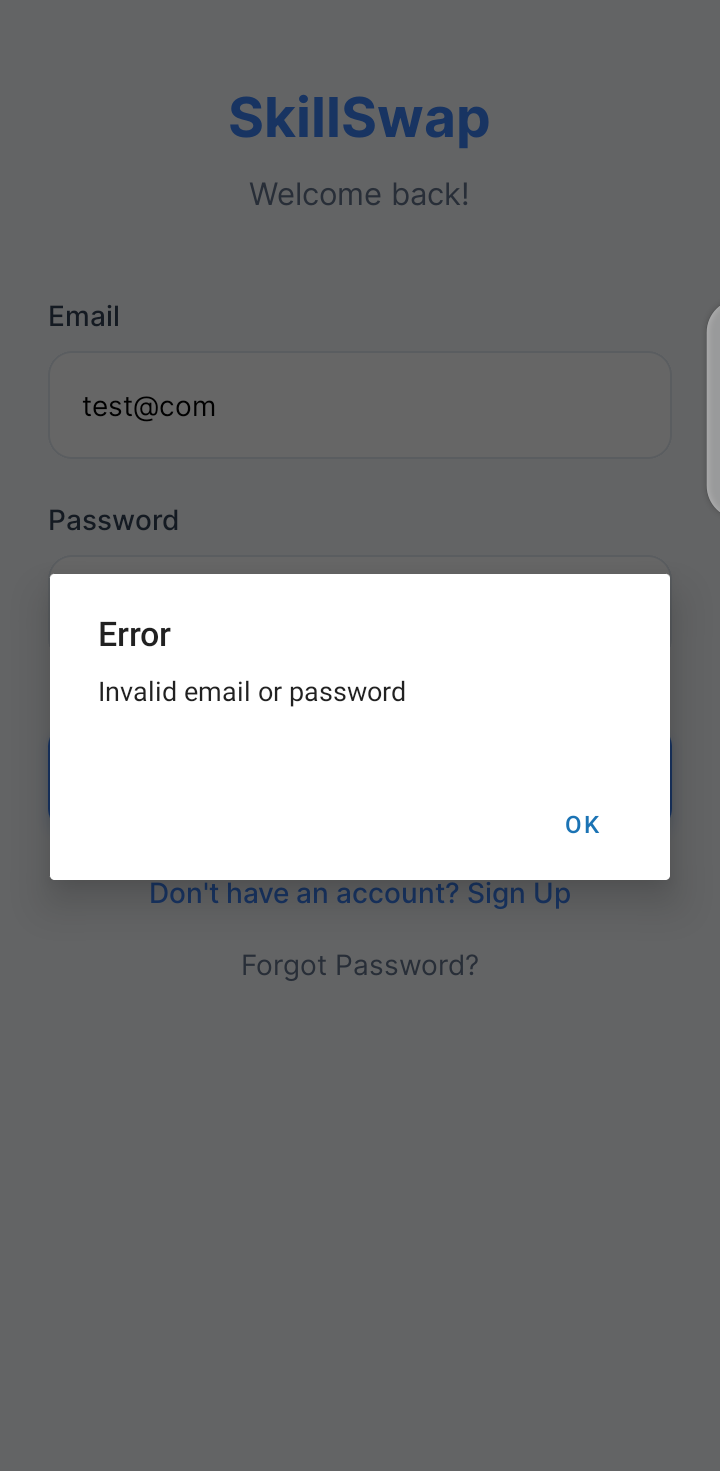 SkillSwap
Welcome back!
Email
test@com
Password
Error
Invalid email or password
OK
Don't have an account? Sign Up
Forgot Password?